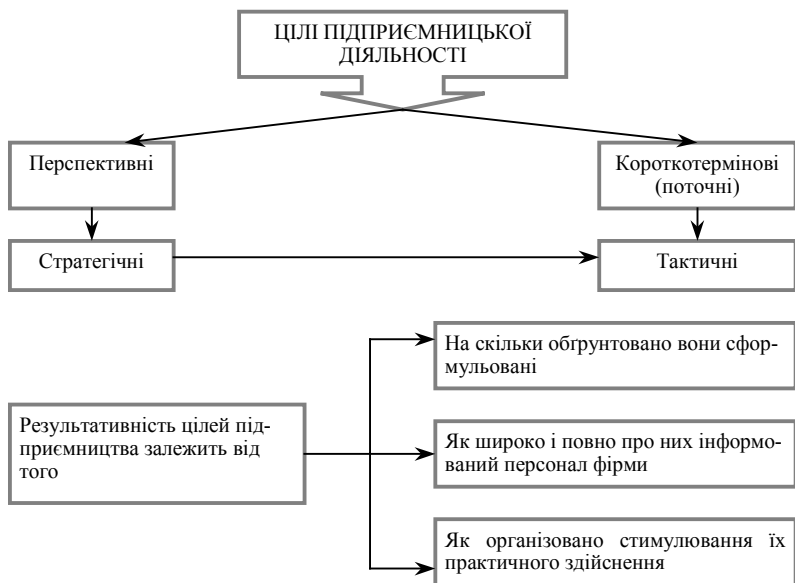 ЦІЛІ ПІДПРИЄМНИЦЬКОЇ
ДІЯЛЬНОСТІ
Перспективні
Короткотермінові
(поточні)
Стратегічні
Тактичні
На скільки обґрунтовано вони сфор-
мульовані
Результативність цілей під-
приємництва залежить від
того
Як широко і повно про них інформо-
ваний персонал фірми
Як організовано стимулювання їх
практичного здійснення